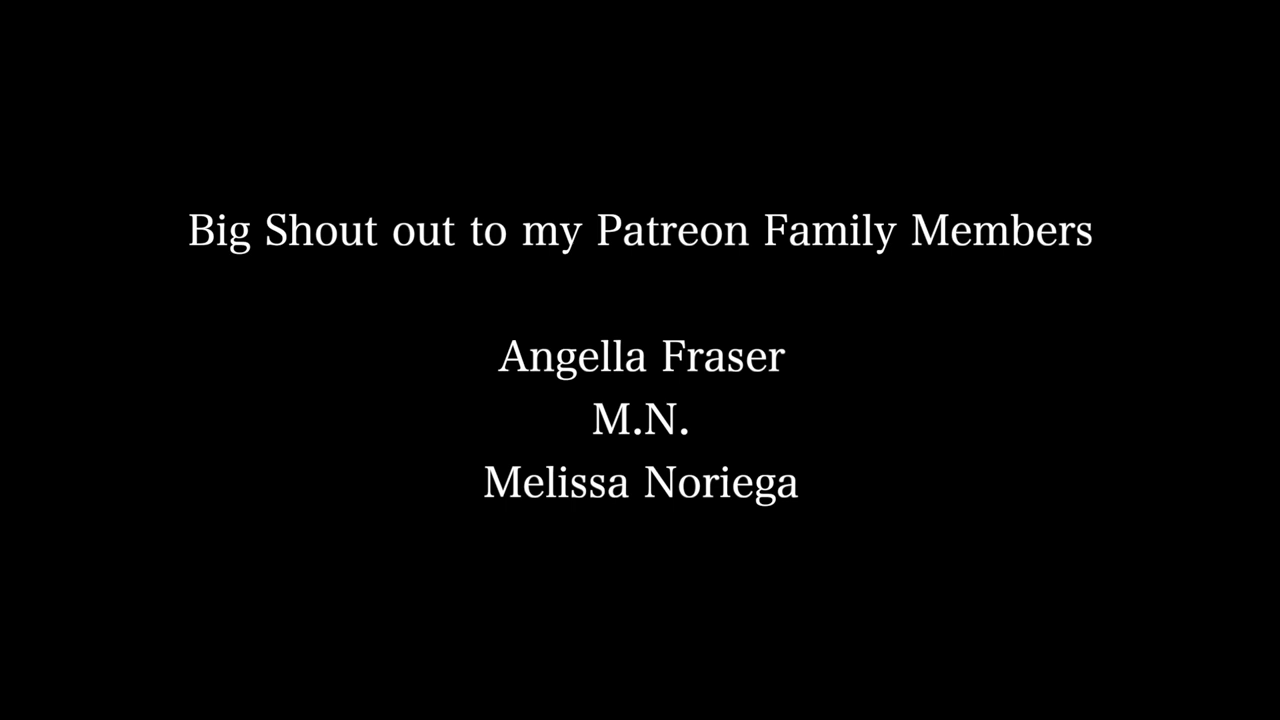 Big Shout out to my Patreon Family Members
Angella Fraser
M.N.
Melissa Noriega